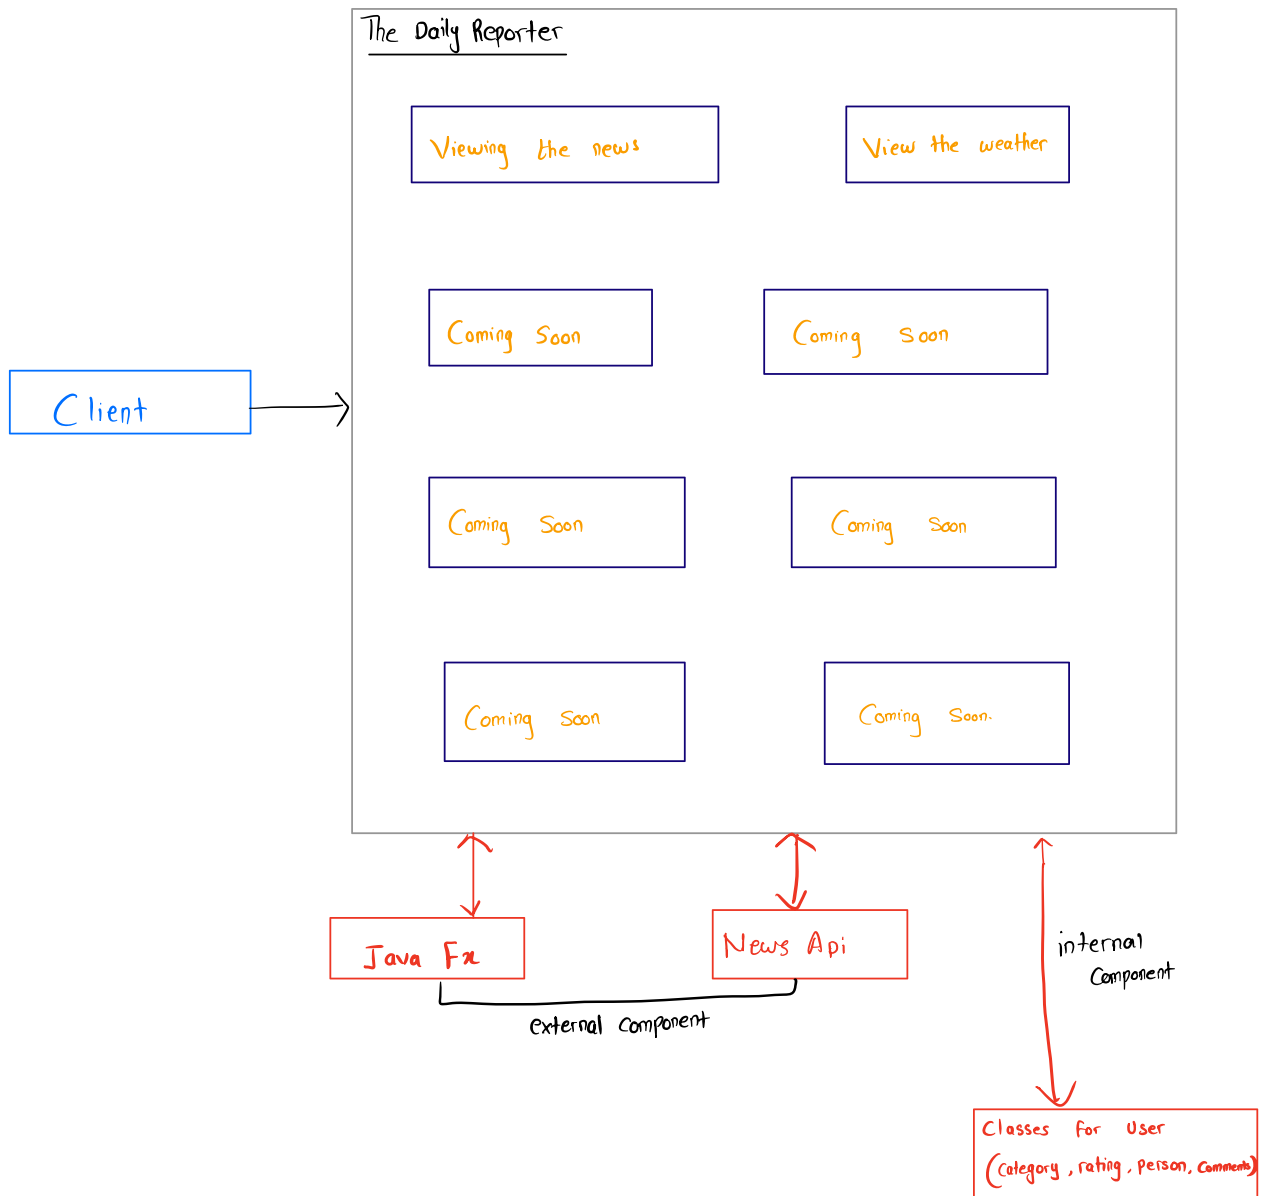 The Daily Reporter
Viewing the news
View the weather
Coming Soon
Coming Soon
Client
Coming Soon
Coming Soon
Coming Soon
Coming Soon.
Java Fx
News Api
internal
Component
external component
Classes for User
(category, rating, person, comments)